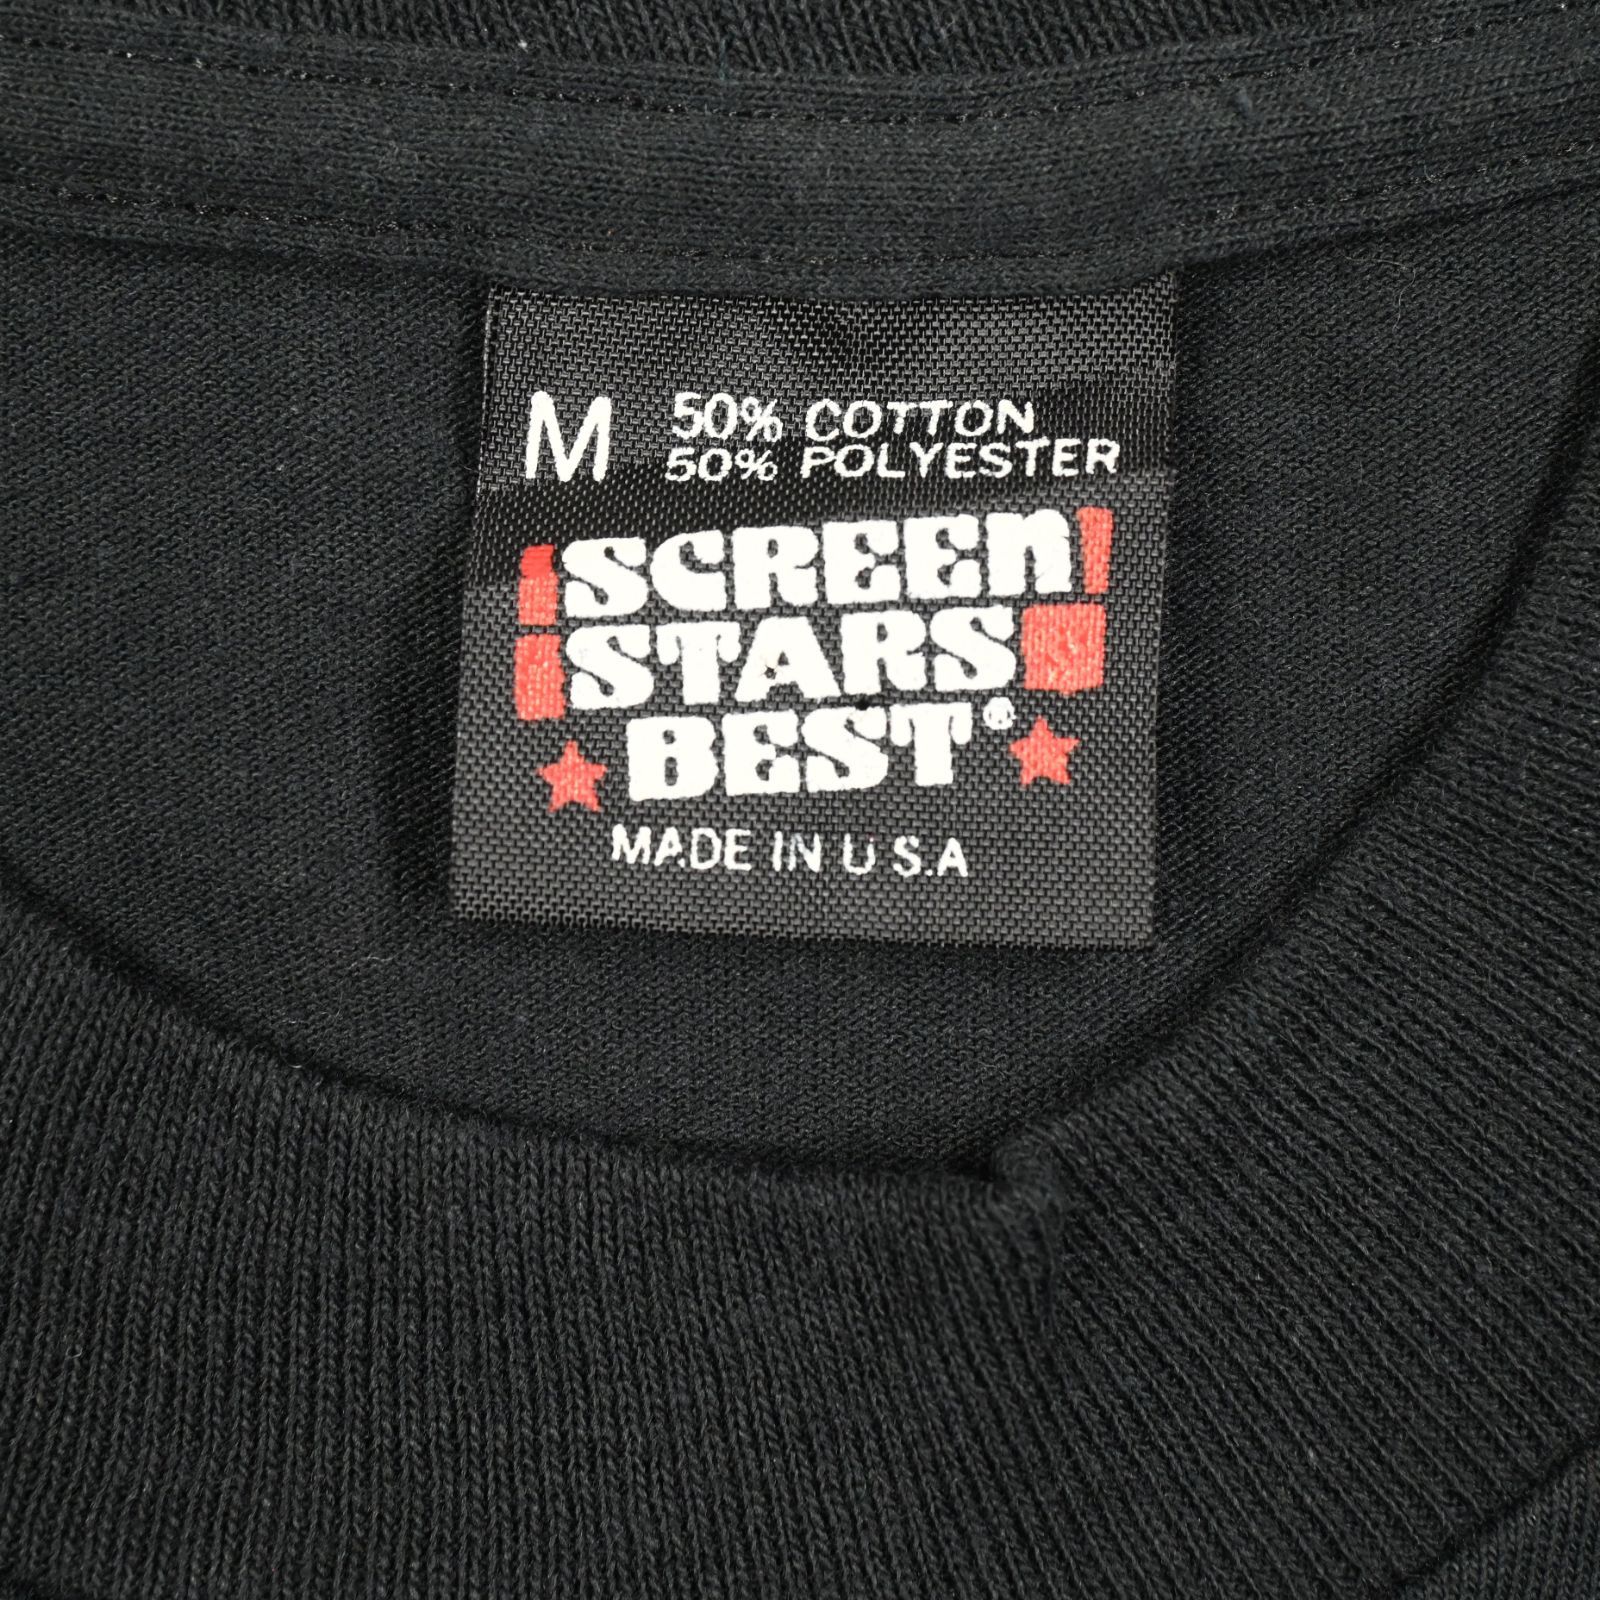 M 50% COTTON
50% POLYESTER
SCREEN
STARS
BEST®
MADE IN U S.A